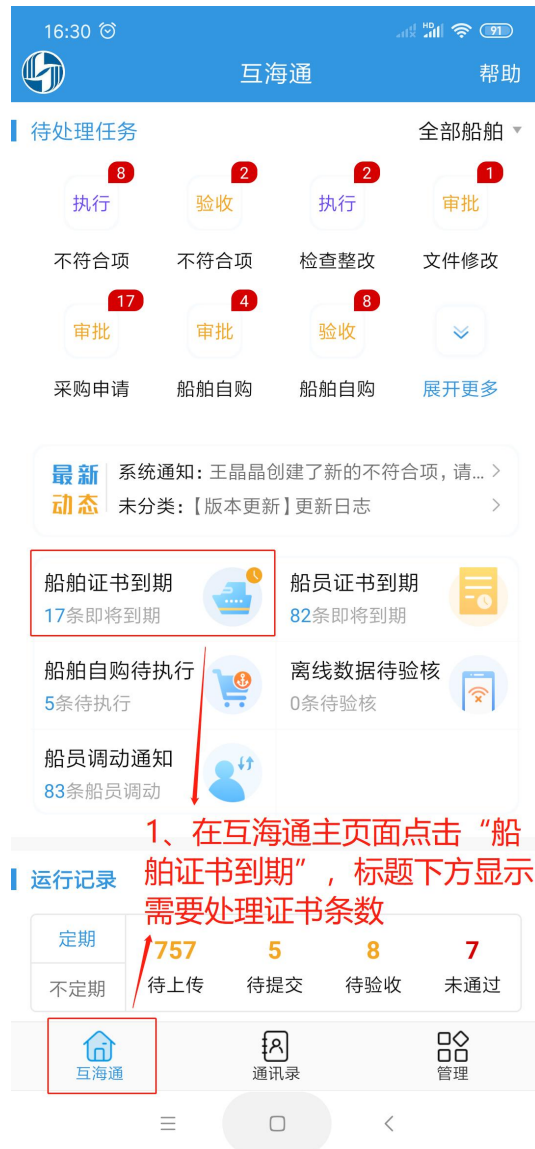 16:30
HD
91
互海通
帮助
待处理任务
全部船舶
8
2
2
1
执行
验收
执行
审批
不符合项
不符合项
检查整改
文件修改
17
4
8
审批
审批
验收
采购申请
船舶自购
船舶自购
展开更多
最新
动态
系统通知：王晶晶创建了新的不符合项，请...
未分类：【版本更新】更新日志
船舶证书到期
17条即将到期
船员证书到期
82条即将到期
船舶自购待执行
5条待执行
离线数据待验核
0条待验核
船员调动通知
83条船员调动
1、在互海通主页面点击“船
舶证书到期”，标题下方显示
需要处理证书条数
运行记录
定期
不定期
757
5
8
7
待上传
待提交
待验收
未通过
互海通
通讯录
管理